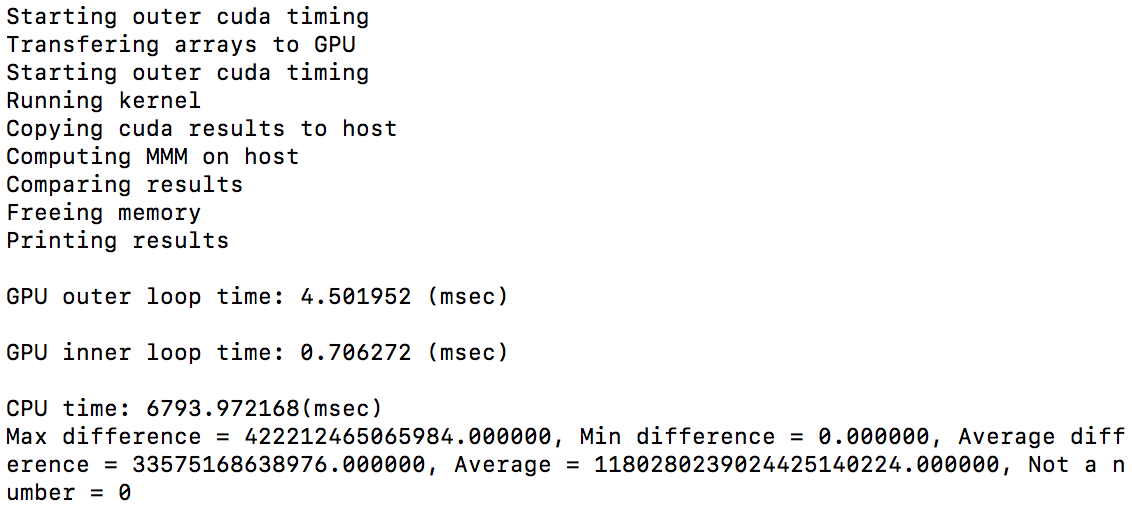 Starting outer cuda timing
Transfering arrays to GPU
Starting outer cuda timing
Running kernel
Copying cuda results to host
Computing MMM on host
Comparing results
Freeing memory
Printing results
GPU outer loop time: 4.501952 (msec)
GPU inner loop time: 0.706272 (msec)
CPU time: 6793.972168(msec)
Max difference = 422212465065984.000000, Min difference = 0.000000, Average diff
erence = 33575168638976.000000, Average = 1180280239024425140224.000000, Not a n
umber = 0